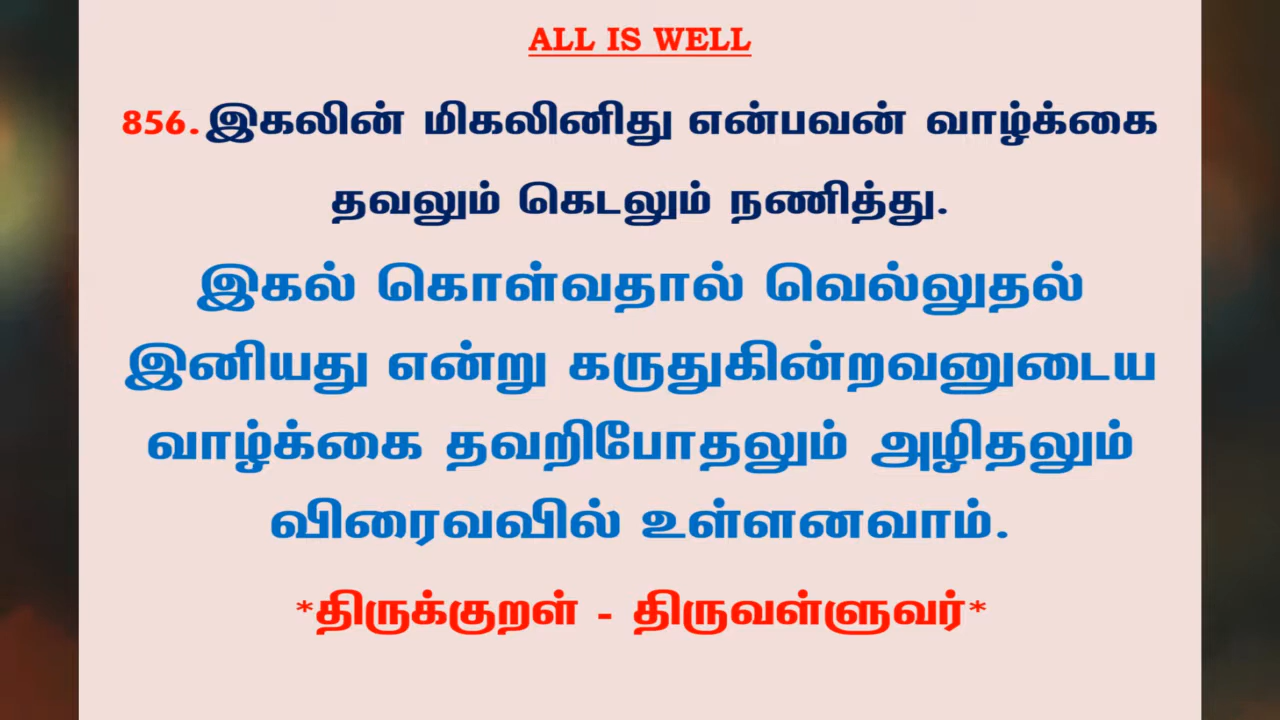 ALL IS WELL
856. இகலின் மிகலினிது என்பவன் வாழ்க்கை
தவலும் கெடலும் நணித்து.
இகல் கொள்வதால் வெல்லுதல்
இனியது என்று கருதுகின்றவனுடைய
வாழ்க்கை தவறிபோதலும் அழிதலும்
விரைவவில் உள்ளனவாம்.
*திருக்குறள் - திருவள்ளுவர்*